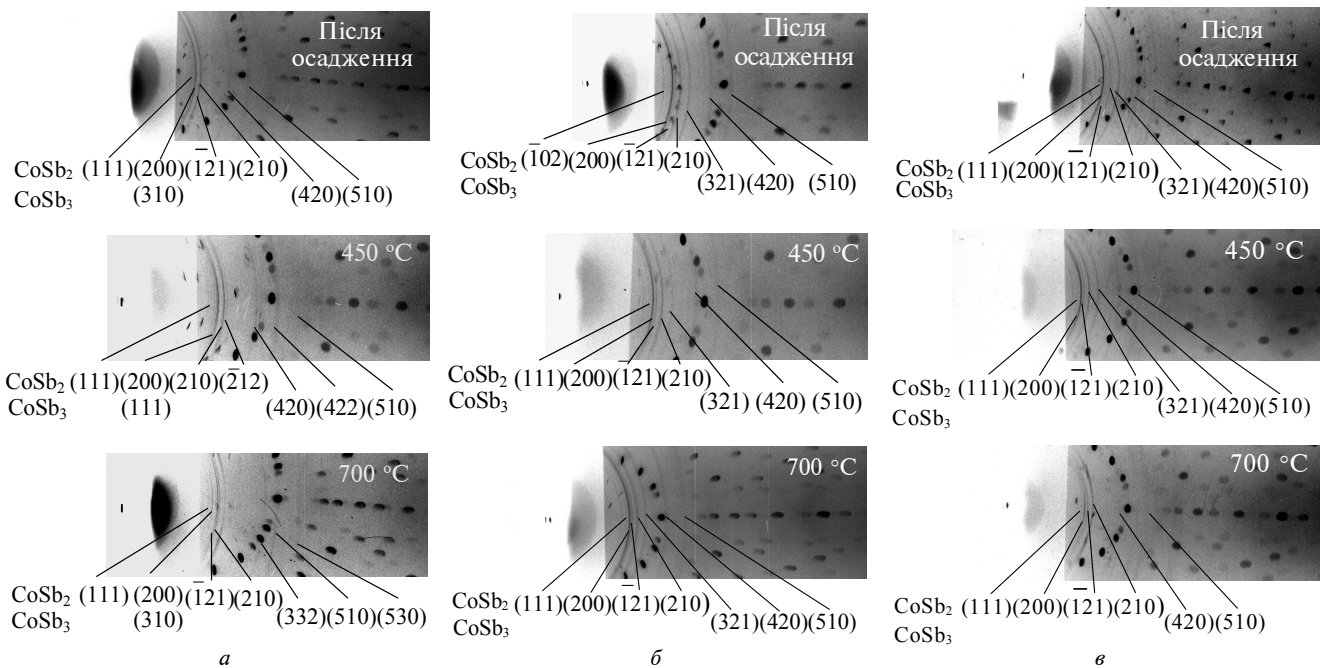 Після
осадження
CoSb₂ (111)(200)(1̅21)(210)
CoSb₃ (310) (420)(510)
Після
осадження
CoSb₂ (1̅02)(200)(1̅21)(210)
CoSb₃ (321)(420) (510)
Після
осадження
CoSb₂ (111)(200)(1̅21)(210)
CoSb₃ (321)(420)(510)
450 °C
CoSb₂ (111)(200)(210)(2̅12)
CoSb₃ (111) (420)(422)(510)
450 °C
CoSb₂ (111)(200)(1̅21)(210)
CoSb₃ (321) (420) (510)
450 °C
CoSb₂ (111)(200)(1̅21)(210)
CoSb₃ (321)(420)(510)
700 °C
CoSb₂ (111) (200)(1̅21)(210)
CoSb₃ (310) (332)(510)(530)
700 °C
CoSb₂ (111)(200)(1̅21)(210)
CoSb₃ (321)(420)(510)
700 °C
CoSb₂ (111)(200)(1̅21)(210)
CoSb₃ (420)(510)
а б в